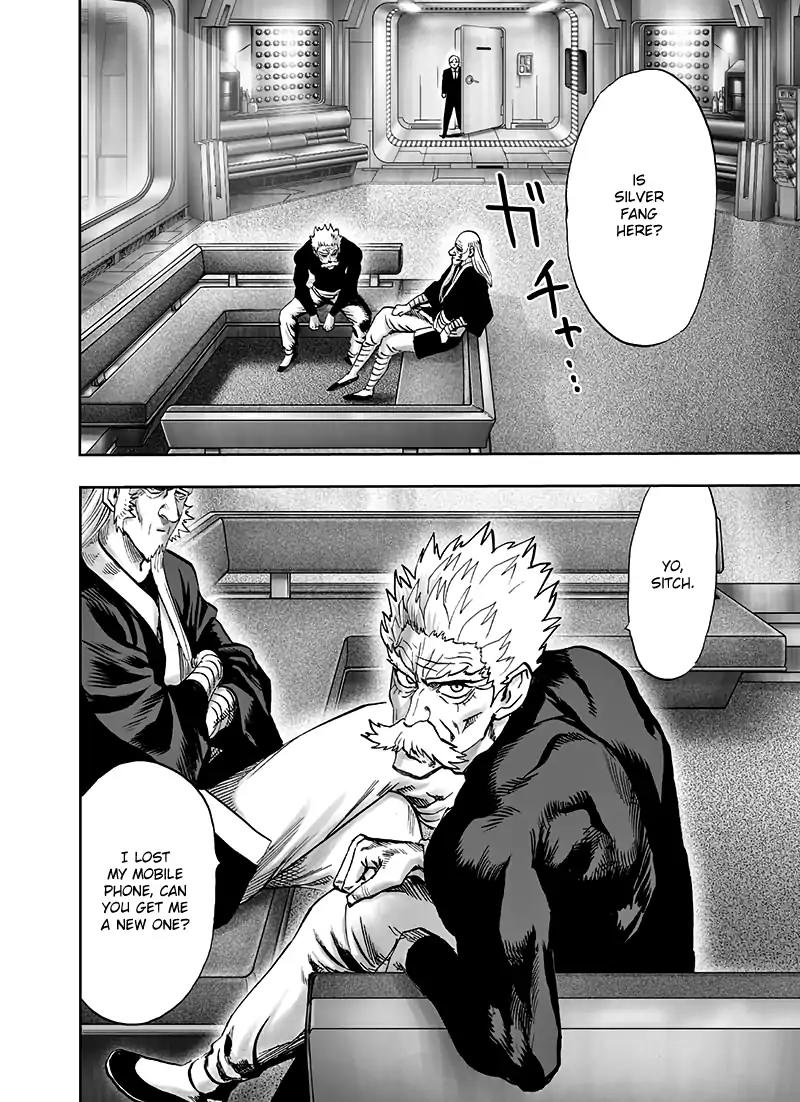 IS
SILVER
FANG
HERE?
ガチャ…
YO,
SITCH.
I LOST
MY MOBILE
PHONE, CAN
YOU GET ME
A NEW ONE?